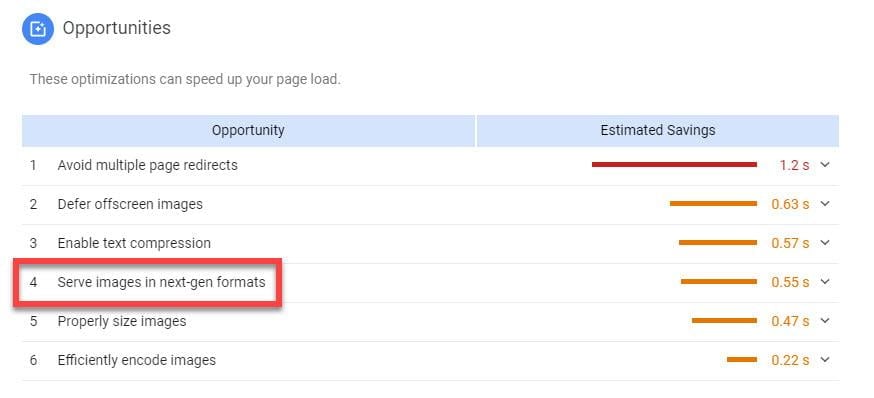 Opportunities
These optimizations can speed up your page load.
Opportunity Estimated Savings
1 Avoid multiple page redirects 1.2 s
2 Defer offscreen images 0.63 s
3 Enable text compression 0.57 s
4 Serve images in next-gen formats 0.55 s
5 Properly size images 0.47 s
6 Efficiently encode images 0.22 s